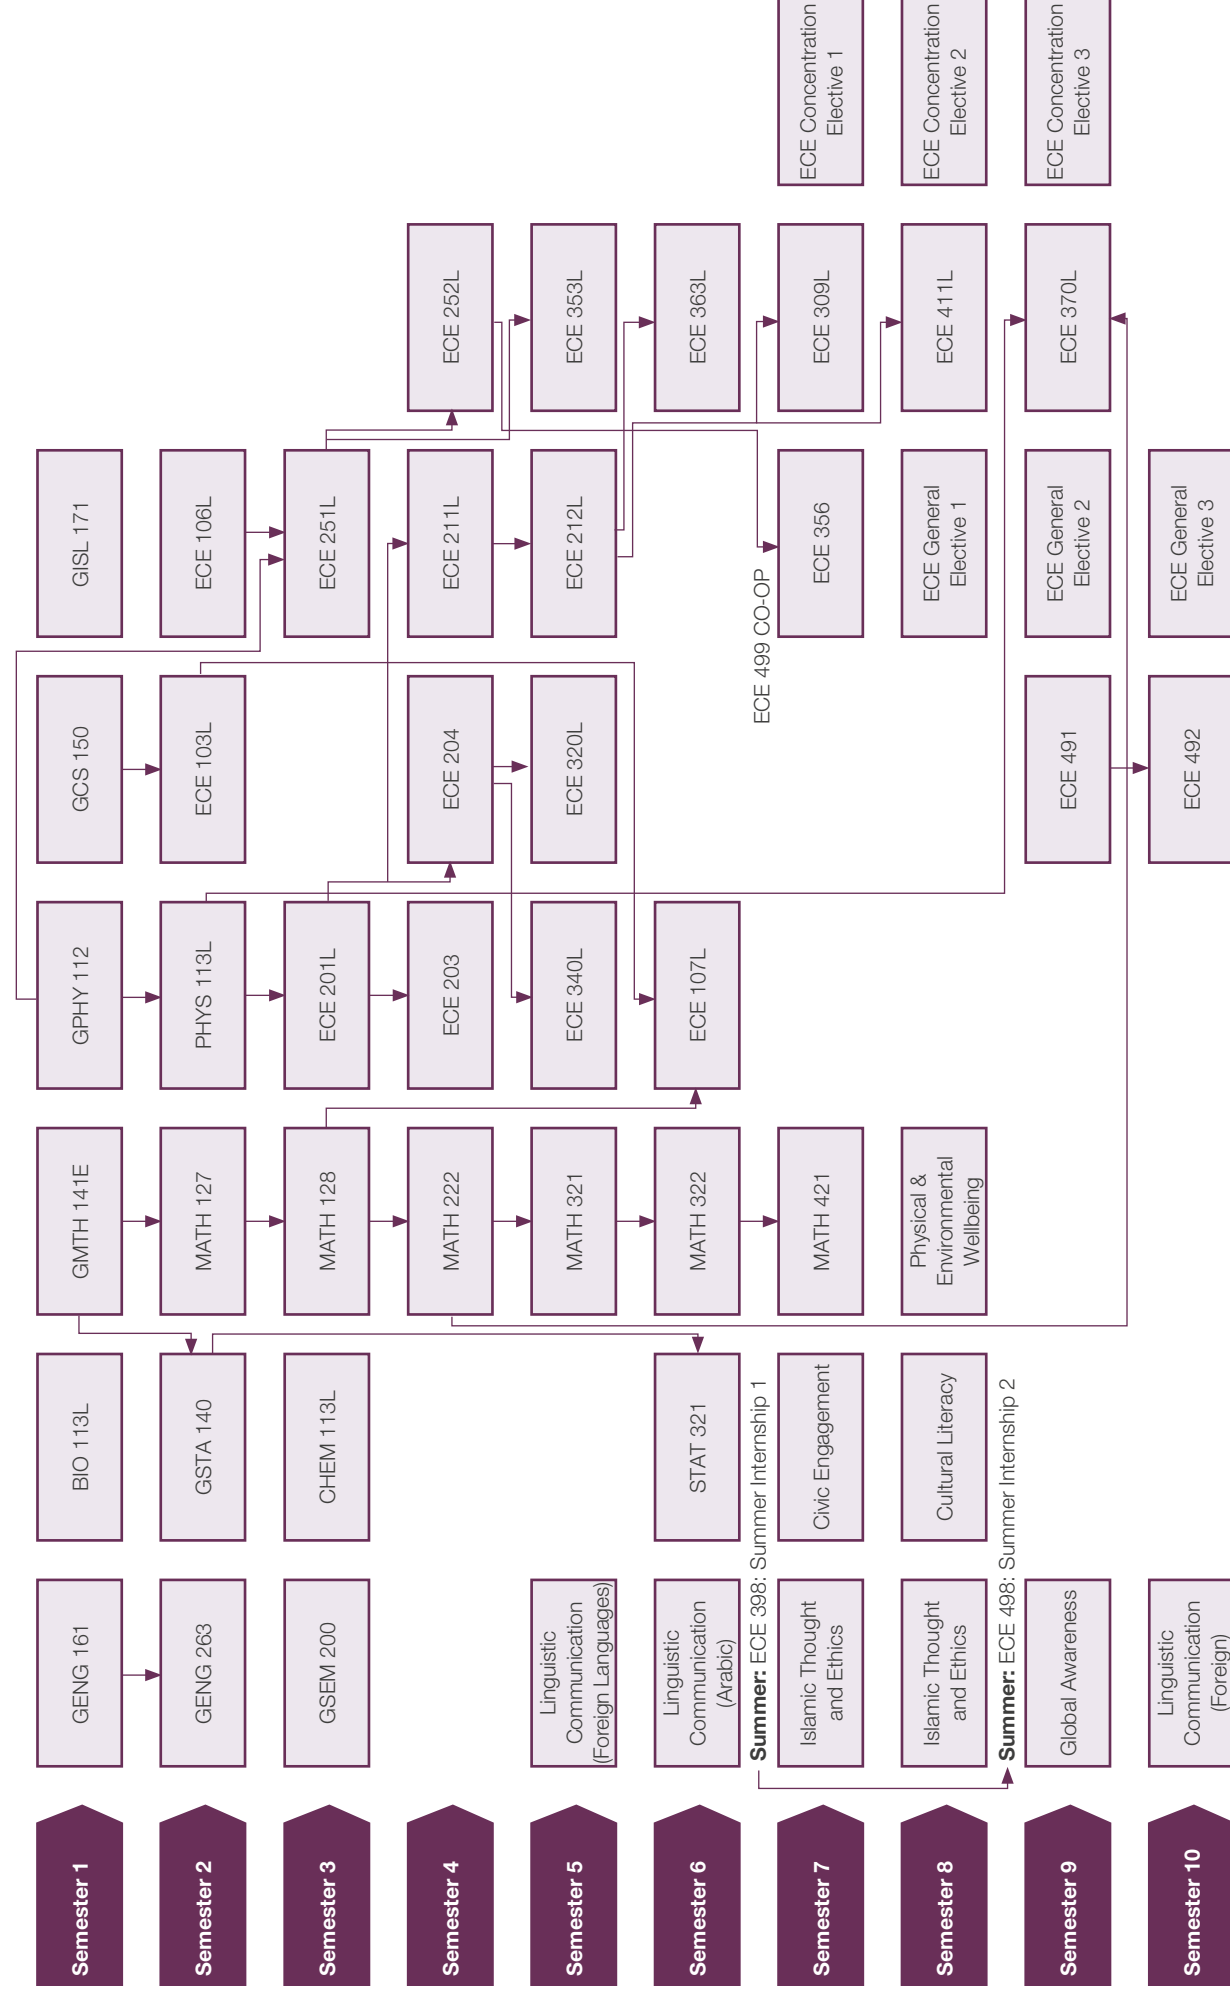 Semester 1
GENG 161
BIO 113L
GMTH 141E
GPHY 112
GCS 150
GISL 171
Semester 2
GENG 263
GSTA 140
MATH 127
PHYS 113L
ECE 103L
ECE 106L
Semester 3
GSEM 200
CHEM 113L
MATH 128
ECE 201L
ECE 251L
Semester 4
MATH 222
ECE 203
ECE 204
ECE 211L
ECE 252L
Semester 5
Linguistic
Communication
(Foreign Languages)
MATH 321
ECE 340L
ECE 320L
ECE 212L
ECE 353L
Semester 6
Linguistic
Communication
(Arabic)
STAT 321
MATH 322
ECE 107L
ECE 363L
Summer: ECE 398: Summer Internship 1
ECE 499 CO-OP
Semester 7
Islamic Thought
and Ethics
Civic Engagement
MATH 421
ECE 356
ECE 309L
ECE Concentration
Elective 1
Semester 8
Islamic Thought
and Ethics
Cultural Literacy
Physical &
Environmental
Wellbeing
ECE General
Elective 1
ECE 411L
ECE Concentration
Elective 2
Summer: ECE 498: Summer Internship 2
Semester 9
Global Awareness
ECE 491
ECE General
Elective 2
ECE 370L
ECE Concentration
Elective 3
Semester 10
Linguistic
Communication
(Foreign)
ECE 492
ECE General
Elective 3